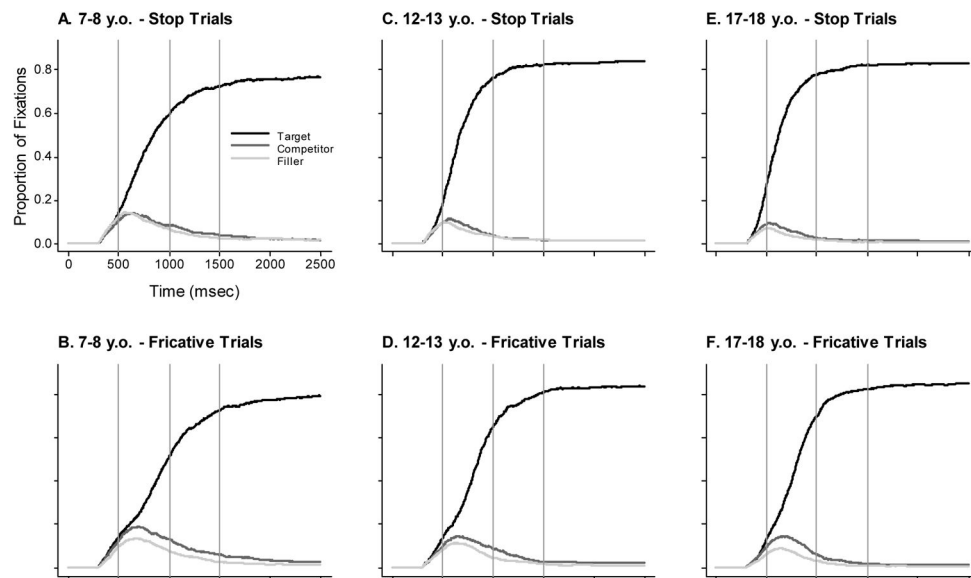 A. 7-8 y.o. - Stop Trials
C. 12-13 y.o. - Stop Trials
E. 17-18 y.o. - Stop Trials
Proportion of Fixations
0.8
0.6
0.4
0.2
0.0
Target
Competitor
Filler
0 500 1000 1500 2000 2500
Time (msec)
B. 7-8 y.o. - Fricative Trials
D. 12-13 y.o. - Fricative Trials
F. 17-18 y.o. - Fricative Trials